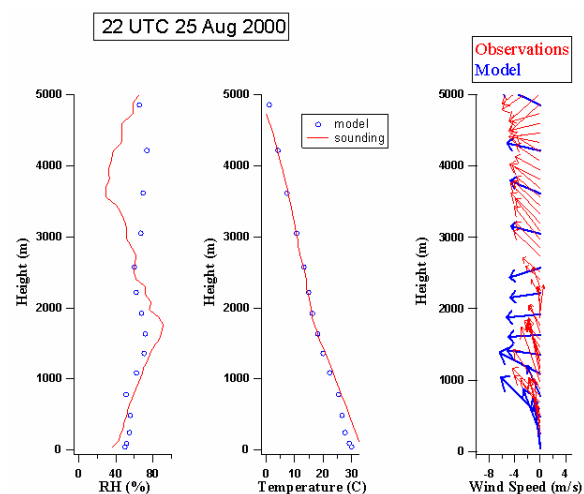 22 UTC 25 Aug 2000
Observations
Model
5000
4000
3000
2000
1000
0
Height (m)
0 40 80
RH (%)
5000
4000
3000
2000
1000
0
Height (m)
0 10 20 30
Temperature (C)
model
sounding
5000
4000
3000
2000
1000
0
Height (m)
-8 -4 0 4
Wind Speed (m/s)